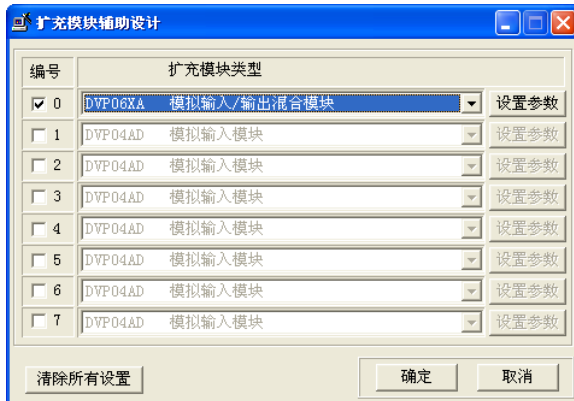 扩充模块辅助设计
编号 扩充模块类型
0 DVP06XA 模拟输入/输出混合模块 设置参数
1 DVP04AD 模拟输入模块 设置参数
2 DVP04AD 模拟输入模块 设置参数
3 DVP04AD 模拟输入模块 设置参数
4 DVP04AD 模拟输入模块 设置参数
5 DVP04AD 模拟输入模块 设置参数
6 DVP04AD 模拟输入模块 设置参数
7 DVP04AD 模拟输入模块 设置参数
清除所有设置 确定 取消